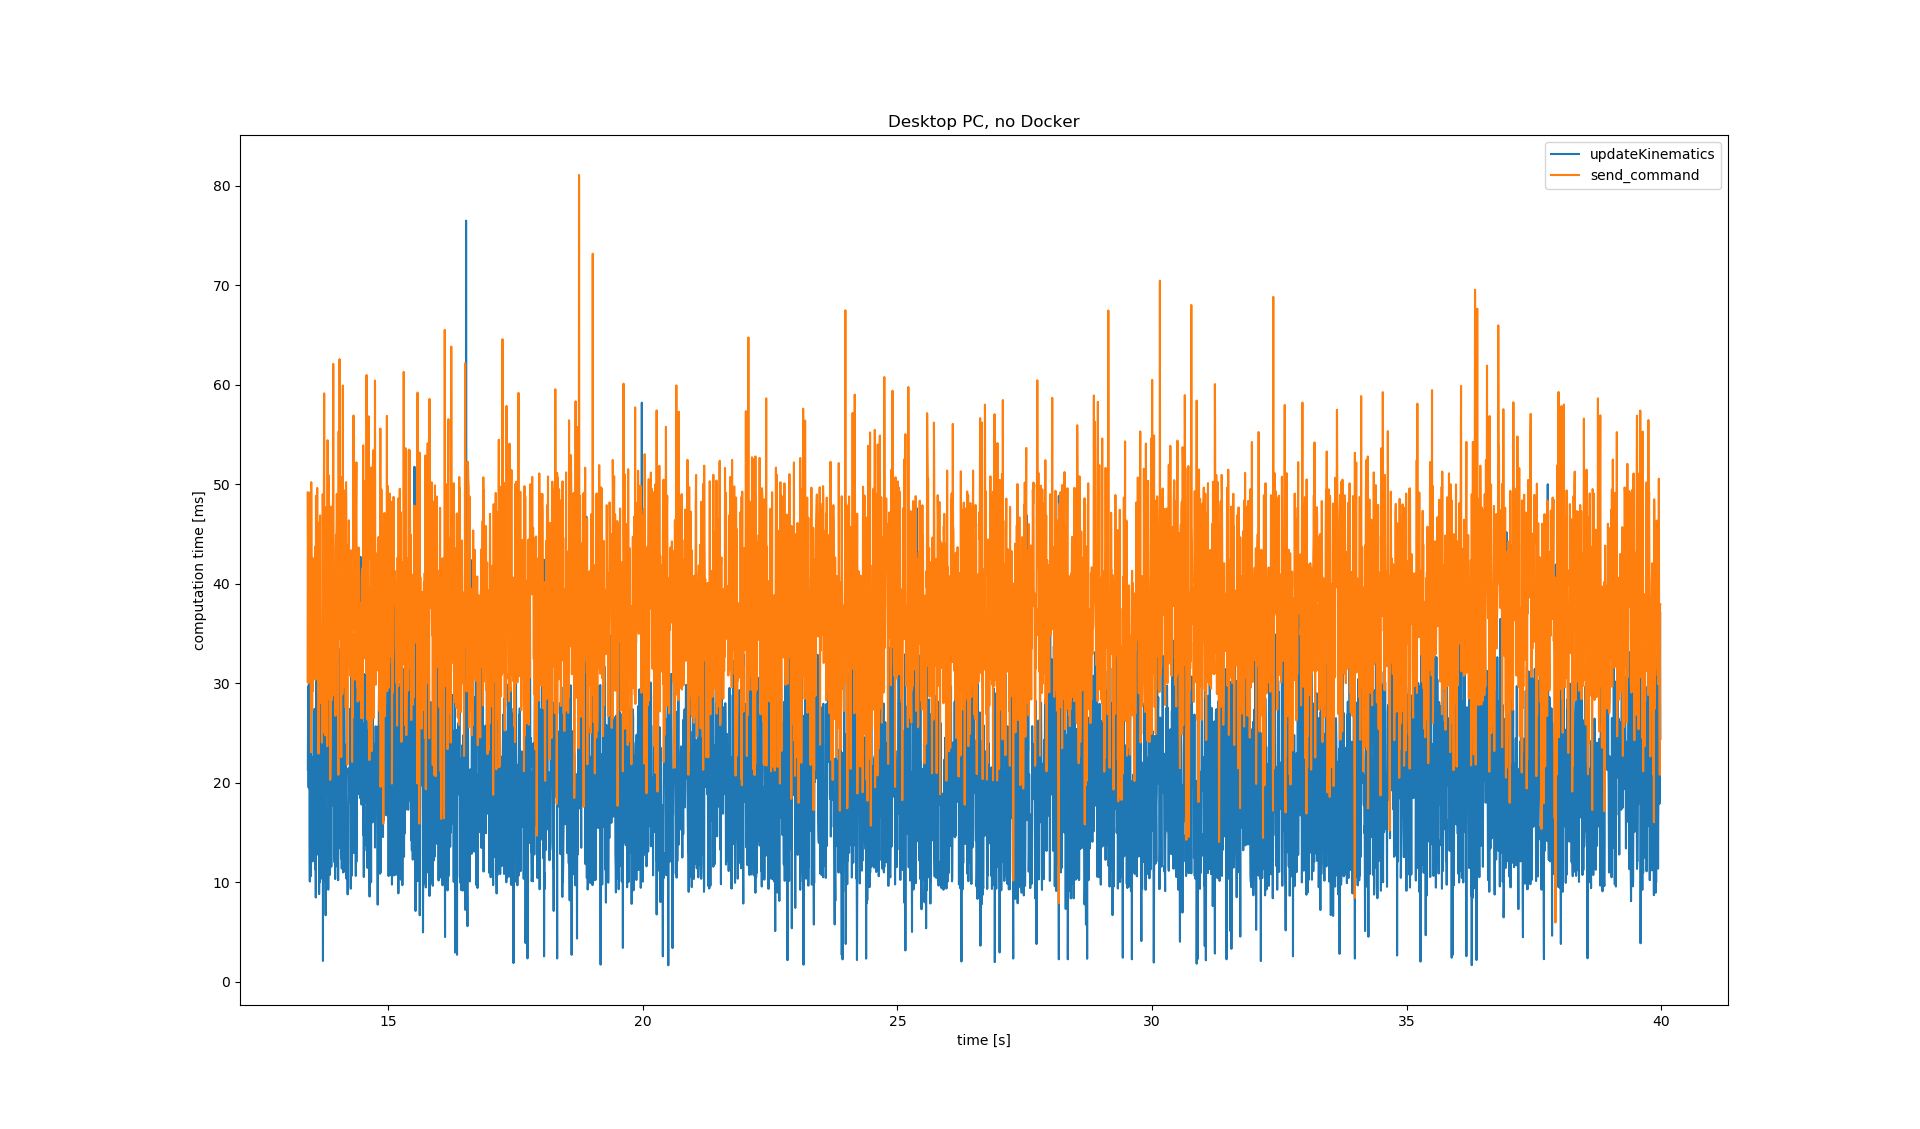 Desktop PC, no Docker
updateKinematics
send_command
computation time [ms]
80
70
60
50
40
30
20
10
0
15 20 25 30 35 40
time [s]